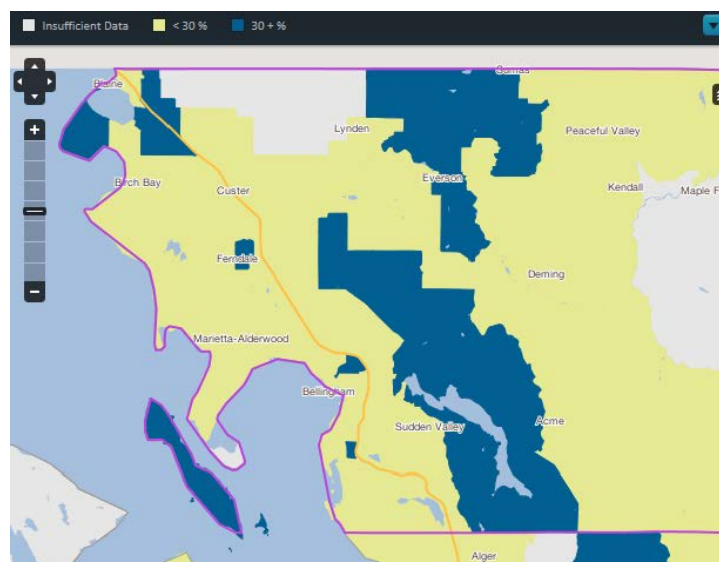 Insufficient Data < 30 % 30 + %
Sumas
Blaine
Lynden
Peaceful Valley
Everson
Birch Bay
Custer
Kendall
Maple F
Ferndale
Deming
Marietta-Alderwood
Bellingham
Sudden Valley
Acme
Alger